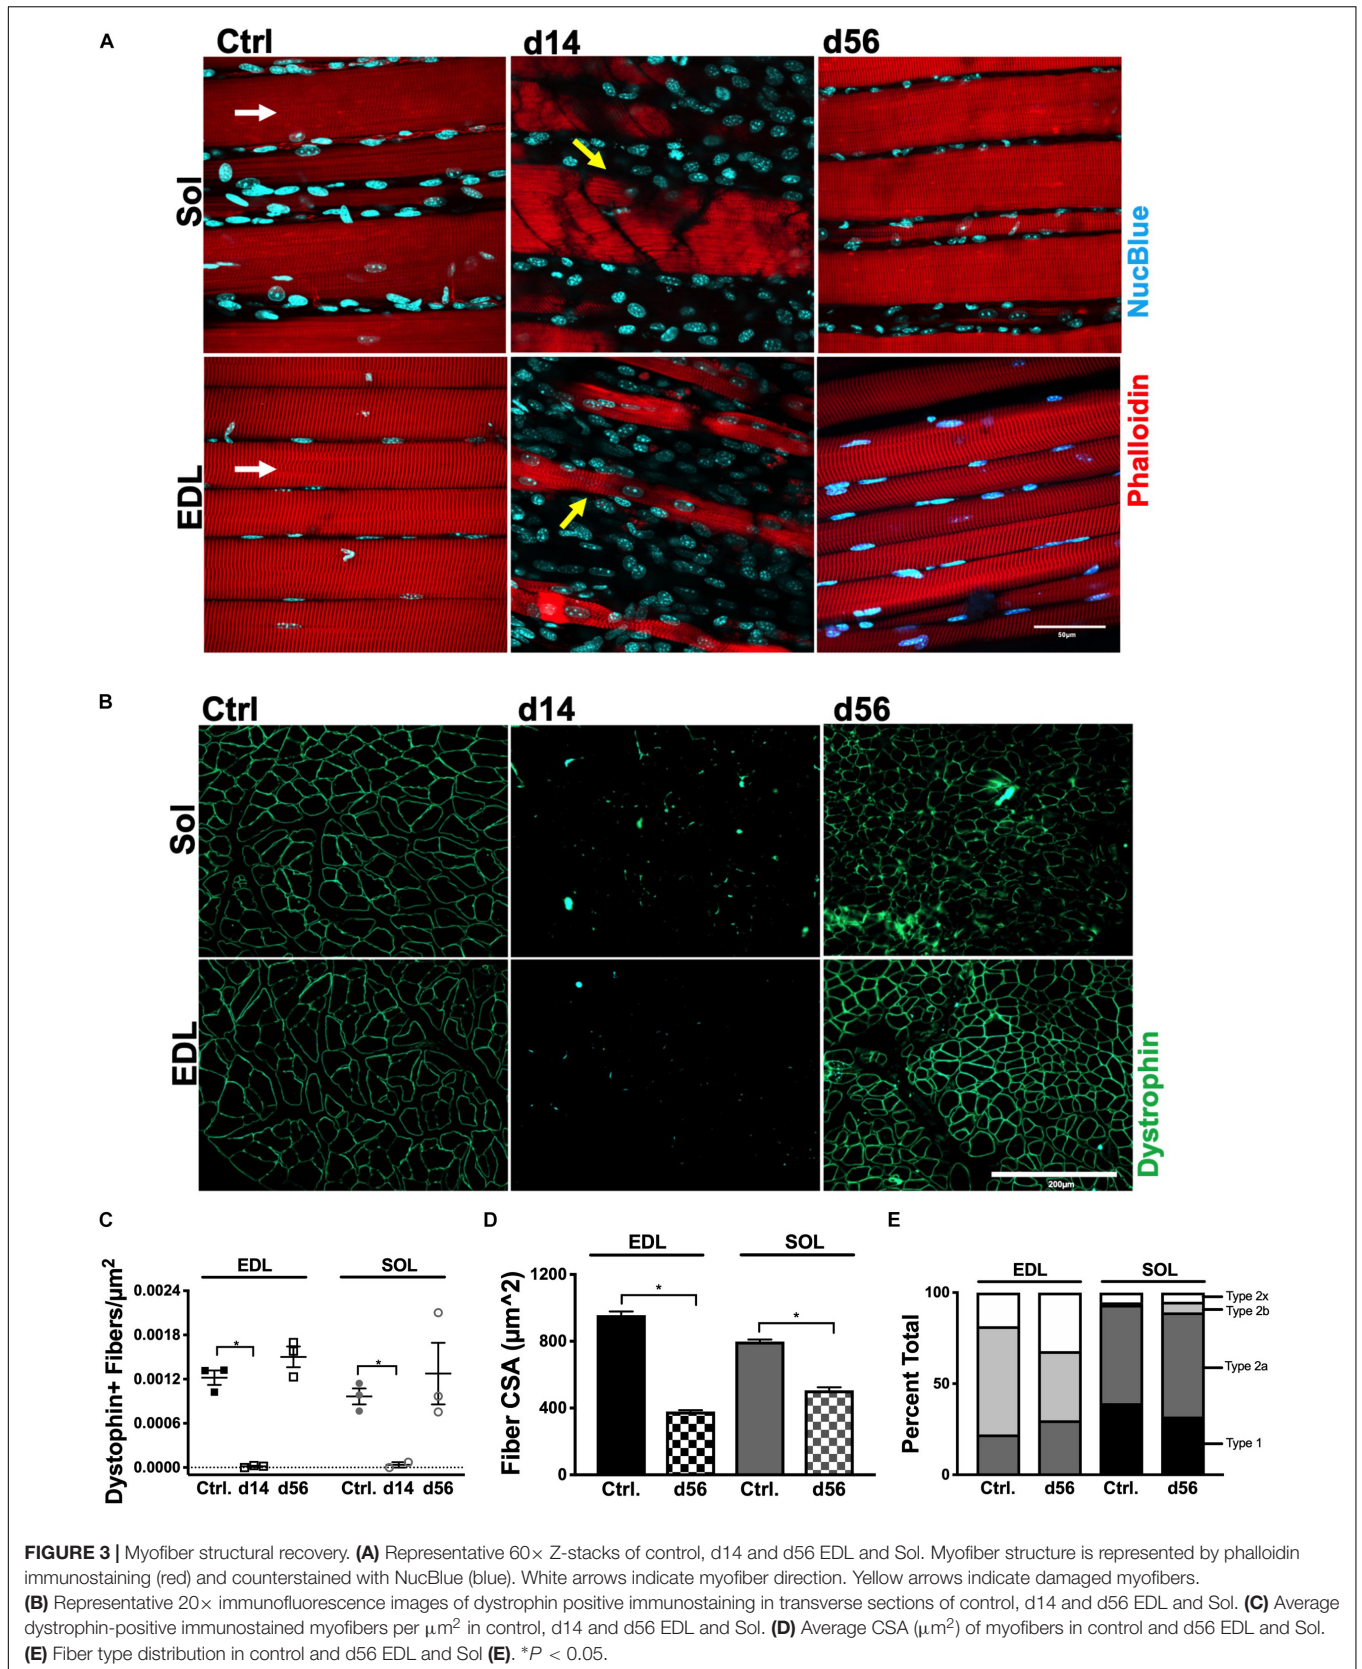 A
Ctrl
d14
d56
Sol
EDL
NucBlue
Phalloidin
50μm
B
Ctrl
d14
d56
Sol
EDL
Dystrophin
200μm
C
EDL
SOL
Dystophin+ Fibers/μm²
0.0024
0.0018
0.0012
0.0006
0.0000
*
*
Ctrl. d14 d56
Ctrl. d14 d56
D
EDL
SOL
Fiber CSA (μm^2)
1200
800
400
0
*
*
Ctrl.
d56
Ctrl.
d56
E
EDL
SOL
Percent Total
100
50
0
Type 2x
Type 2b
Type 2a
Type 1
Ctrl.
d56
Ctrl.
d56
FIGURE 3 | Myofiber structural recovery. (A) Representative 60× Z-stacks of control, d14 and d56 EDL and Sol. Myofiber structure is represented by phalloidin
immunostaining (red) and counterstained with NucBlue (blue). White arrows indicate myofiber direction. Yellow arrows indicate damaged myofibers.
(B) Representative 20× immunofluorescence images of dystrophin positive immunostaining in transverse sections of control, d14 and d56 EDL and Sol. (C) Average
dystrophin-positive immunostained myofibers per μm² in control, d14 and d56 EDL and Sol. (D) Average CSA (μm²) of myofibers in control and d56 EDL and Sol.
(E) Fiber type distribution in control and d56 EDL and Sol (E). *P < 0.05.